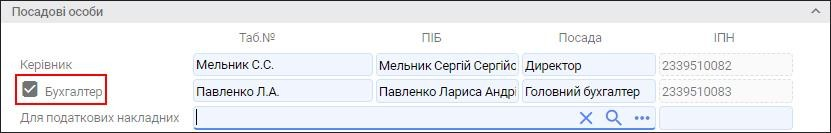 Посадові особи
Таб.№ ПІБ Посада ІПН
Керівник Мельник С.С. Мельник Сергій Сергійо Директор 2339510082
Бухгалтер Павленко Л.А. Павленко Лариса Андрі Головний бухгалтер 2339510083
Для податкових накладних